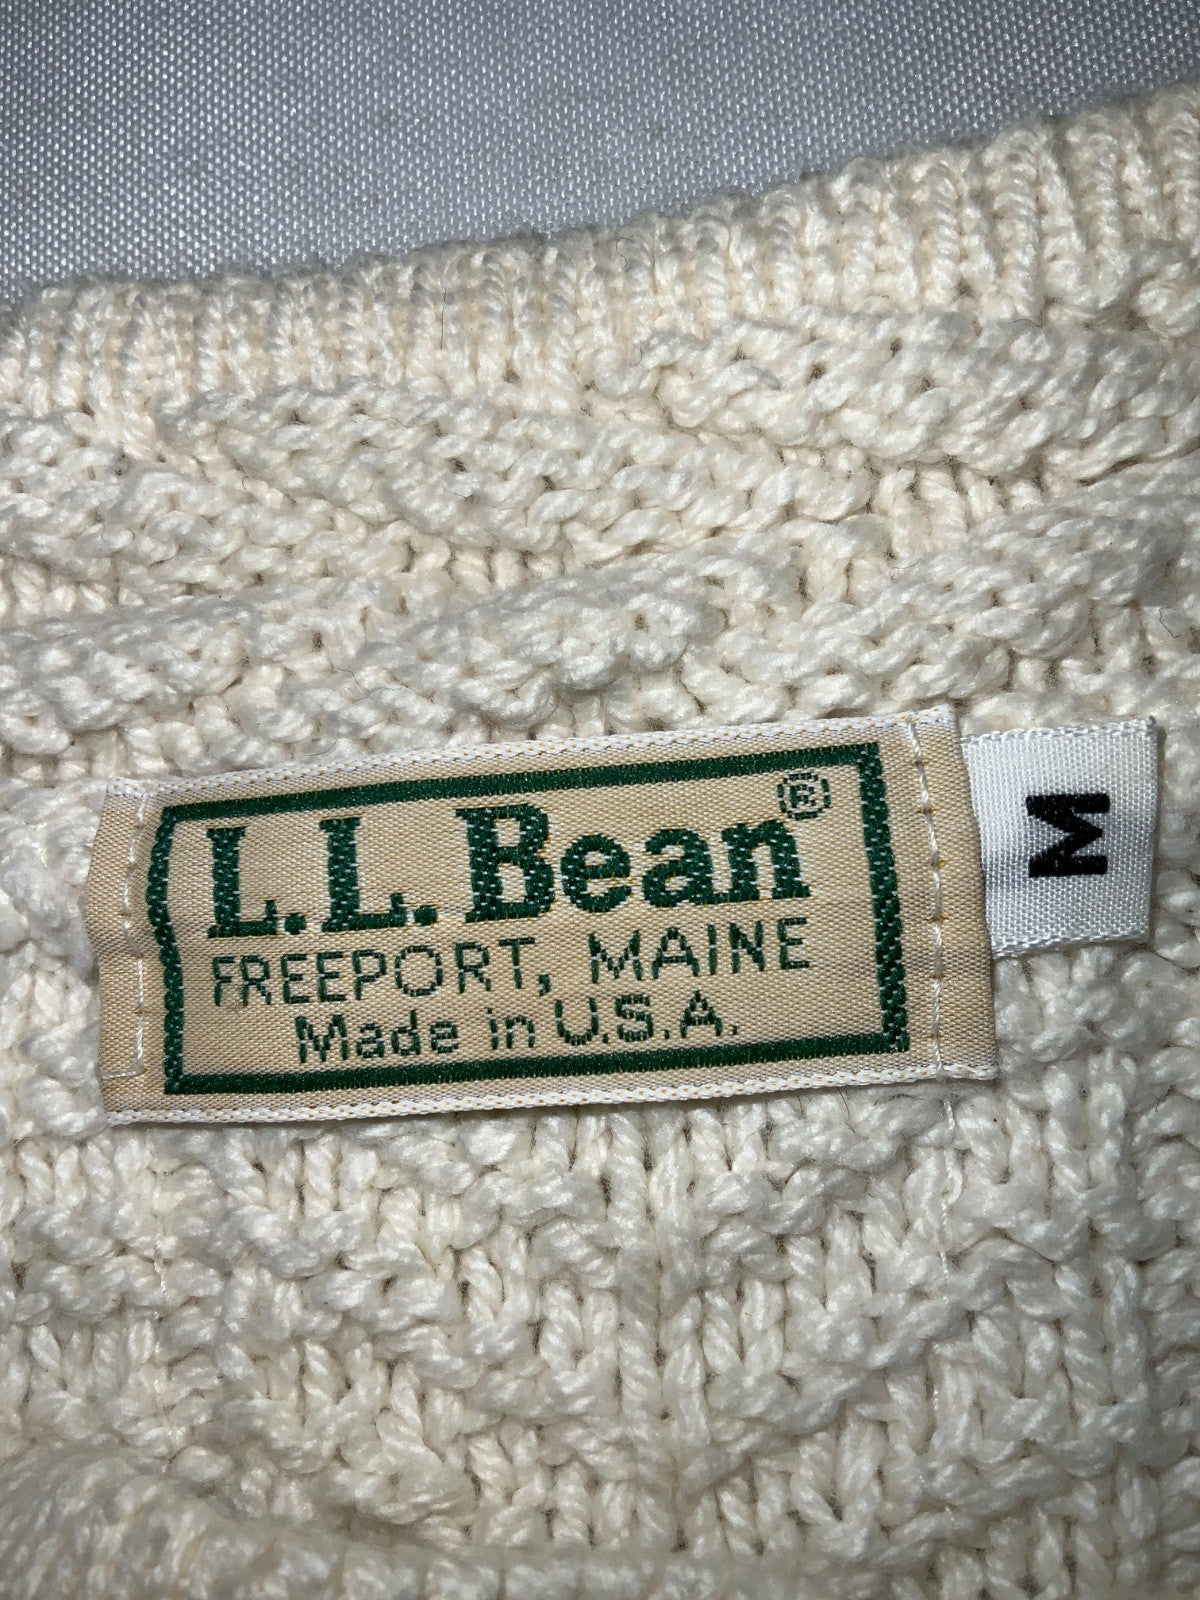 L.L.Bean®
FREEPORT, MAINE
Made in U.S.A.
M